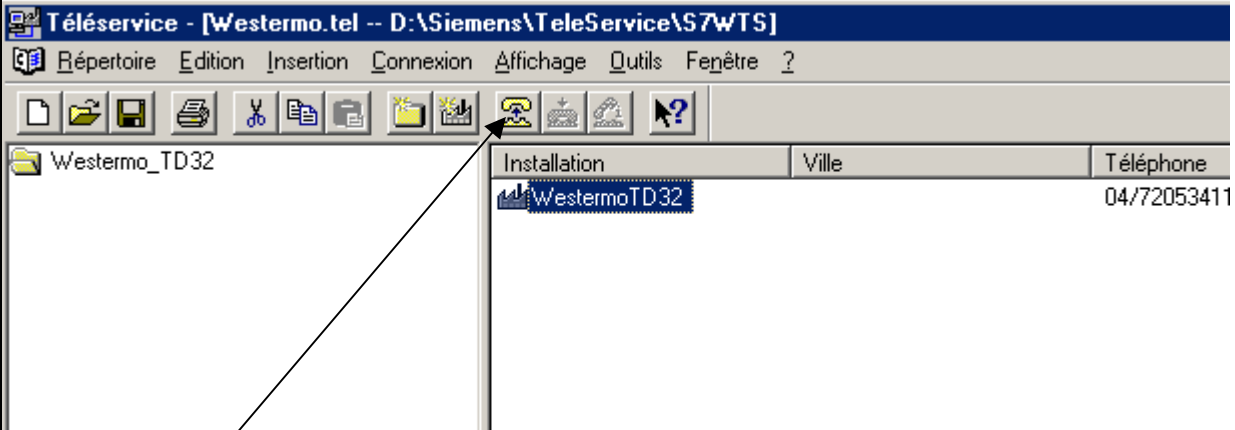 Téléservice - [Westermo.tel -- D:\Siemens\TeleService\S7WTS]
Répertoire Edition Insertion Connexion Affichage Outils Fenêtre ?
Westermo_TD32
Installation Ville Téléphone
WestermoTD32 04/72053411